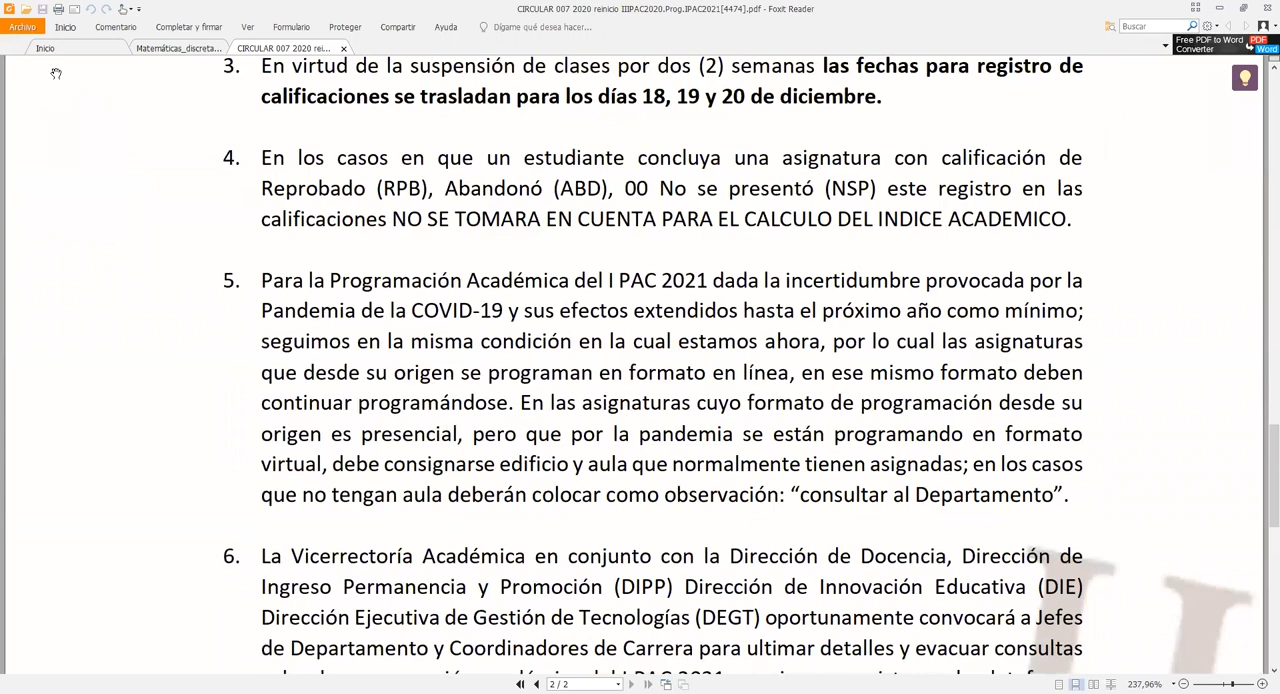 CIRCULAR 007 2020 reinicio IIIPAC2020.Prog.IPAC2021[4474].pdf - Foxit Reader
Archivo Inicio Comentario Completar y firmar Ver Formulario Proteger Compartir Ayuda Dígame qué desea hacer... Buscar
Inicio Matemáticas_discreta... CIRCULAR 007 2020 rei... Free PDF to Word Converter PDF Word
3. En virtud de la suspensión de clases por dos (2) semanas las fechas para registro de
calificaciones se trasladan para los días 18, 19 y 20 de diciembre.
4. En los casos en que un estudiante concluya una asignatura con calificación de
Reprobado (RPB), Abandonó (ABD), 00 No se presentó (NSP) este registro en las
calificaciones NO SE TOMARA EN CUENTA PARA EL CALCULO DEL INDICE ACADEMICO.
5. Para la Programación Académica del I PAC 2021 dada la incertidumbre provocada por la
Pandemia de la COVID-19 y sus efectos extendidos hasta el próximo año como mínimo;
seguimos en la misma condición en la cual estamos ahora, por lo cual las asignaturas
que desde su origen se programan en formato en línea, en ese mismo formato deben
continuar programándose. En las asignaturas cuyo formato de programación desde su
origen es presencial, pero que por la pandemia se están programando en formato
virtual, debe consignarse edificio y aula que normalmente tienen asignadas; en los casos
que no tengan aula deberán colocar como observación: “consultar al Departamento”.
6. La Vicerrectoría Académica en conjunto con la Dirección de Docencia, Dirección de
Ingreso Permanencia y Promoción (DIPP) Dirección de Innovación Educativa (DIE)
Dirección Ejecutiva de Gestión de Tecnologías (DEGT) oportunamente convocará a Jefes
de Departamento y Coordinadores de Carrera para ultimar detalles y evacuar consultas
2 / 2 237,96%